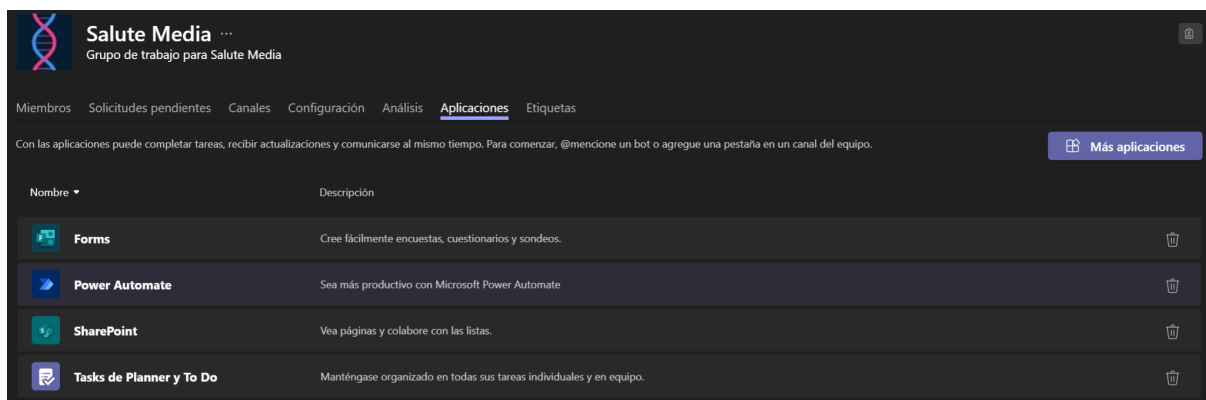 Salute Media ...
Grupo de trabajo para Salute Media
Miembros Solicitudes pendientes Canales Configuración Análisis Aplicaciones Etiquetas
Con las aplicaciones puede completar tareas, recibir actualizaciones y comunicarse al mismo tiempo. Para comenzar, @mencione un bot o agregue una pestaña en un canal del equipo. Más aplicaciones
Nombre Descripción
Forms Cree fácilmente encuestas, cuestionarios y sondeos.
Power Automate Sea más productivo con Microsoft Power Automate
SharePoint Vea páginas y colabore con las listas.
Tasks de Planner y To Do Manténgase organizado en todas sus tareas individuales y en equipo.